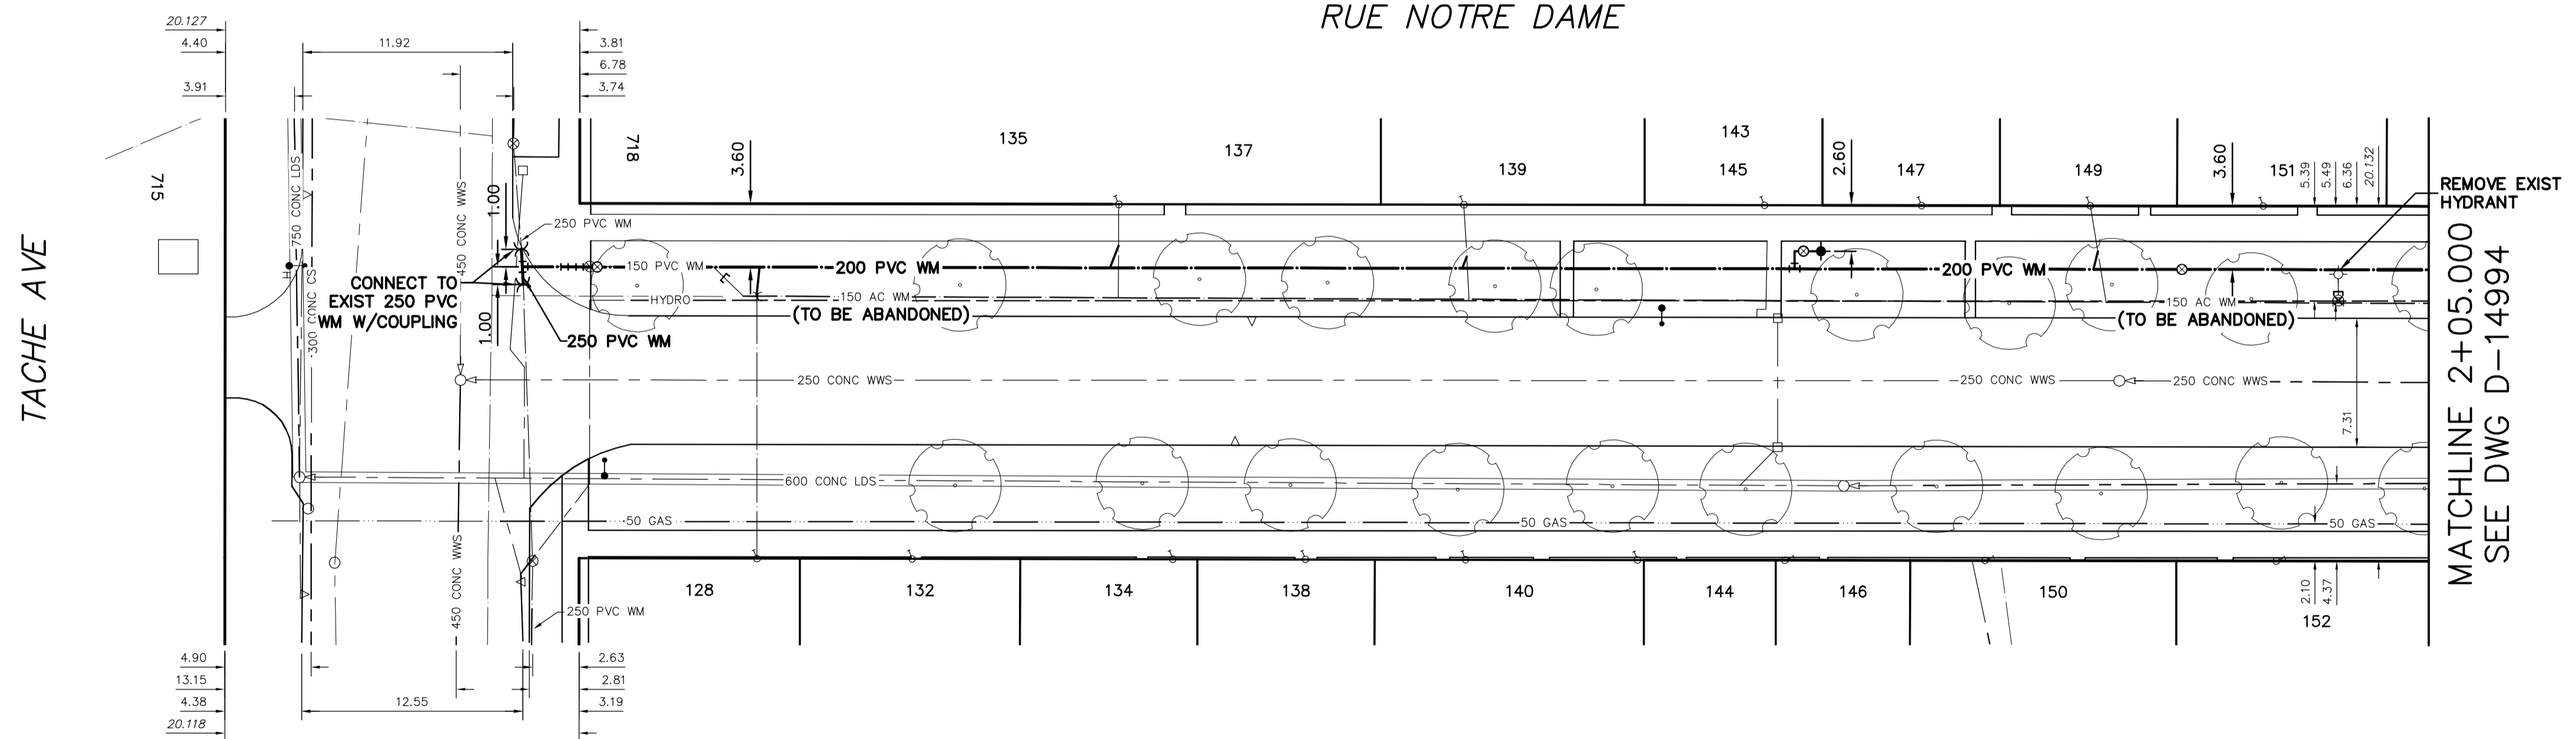 RUE NOTRE DAME
20.127
4.40
11.92
3.81
6.78
3.91
3.74
TACHE AVE
715
718
135
137
139
143
145
147
149
151
3.60
2.60
3.60
5.39
5.49
6.36
20.132
REMOVE EXIST
HYDRANT
750 CONC LDS
300 CONC CS
450 CONC WWS
1.00
250 PVC WM
CONNECT TO
EXIST 250 PVC
WM W/COUPLING
1.00
150 PVC WM
200 PVC WM
200 PVC WM
HYDRO
150 AC WM
150 AC WM
(TO BE ABANDONED)
(TO BE ABANDONED)
250 PVC WM
250 CONC WWS
250 CONC WWS
250 CONC WWS
7.31
MATCHLINE 2+05.000
SEE DWG D-14994
600 CONC LDS
50 GAS
50 GAS
50 GAS
450 CONC WWS
250 PVC WM
128
132
134
138
140
144
146
150
152
2.10
4.37
4.90
2.63
13.15
2.81
4.38
12.55
3.19
20.118
H